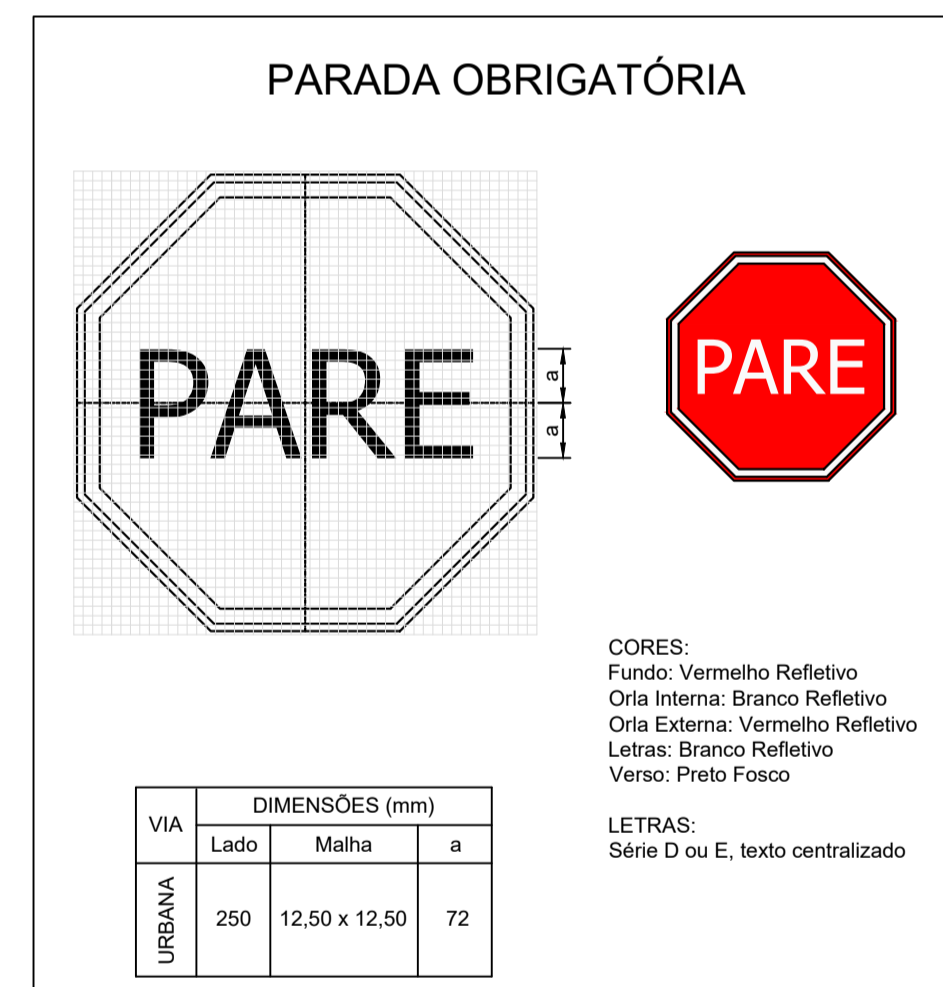 PARADA OBRIGATÓRIA
PARE
a
a
PARE
CORES:
Fundo: Vermelho Refletivo
Orla Interna: Branco Refletivo
Orla Externa: Vermelho Refletivo
Letras: Branco Refletivo
Verso: Preto Fosco
LETRAS:
Série D ou E, texto centralizado
VIA
DIMENSÕES (mm)
Lado Malha a
URBANA
250 12,50 x 12,50 72